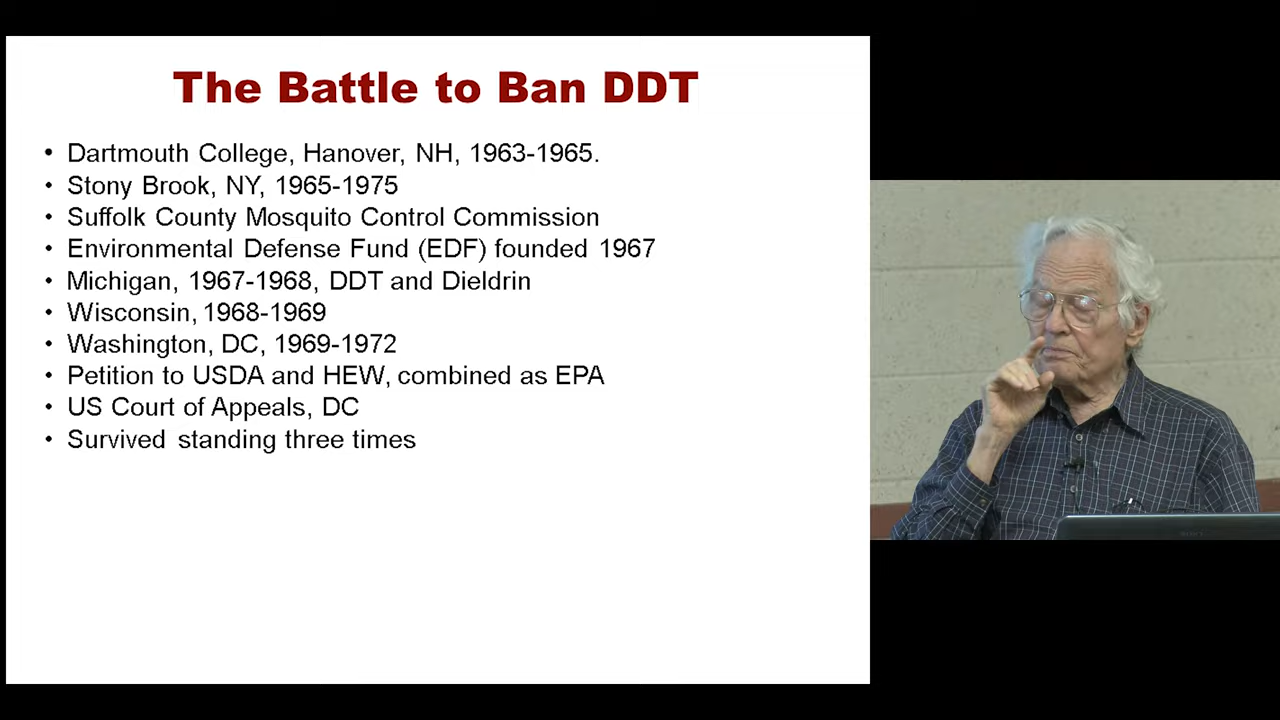 The Battle to Ban DDT
• Dartmouth College, Hanover, NH, 1963-1965.
• Stony Brook, NY, 1965-1975
• Suffolk County Mosquito Control Commission
• Environmental Defense Fund (EDF) founded 1967
• Michigan, 1967-1968, DDT and Dieldrin
• Wisconsin, 1968-1969
• Washington, DC, 1969-1972
• Petition to USDA and HEW, combined as EPA
• US Court of Appeals, DC
• Survived standing three times